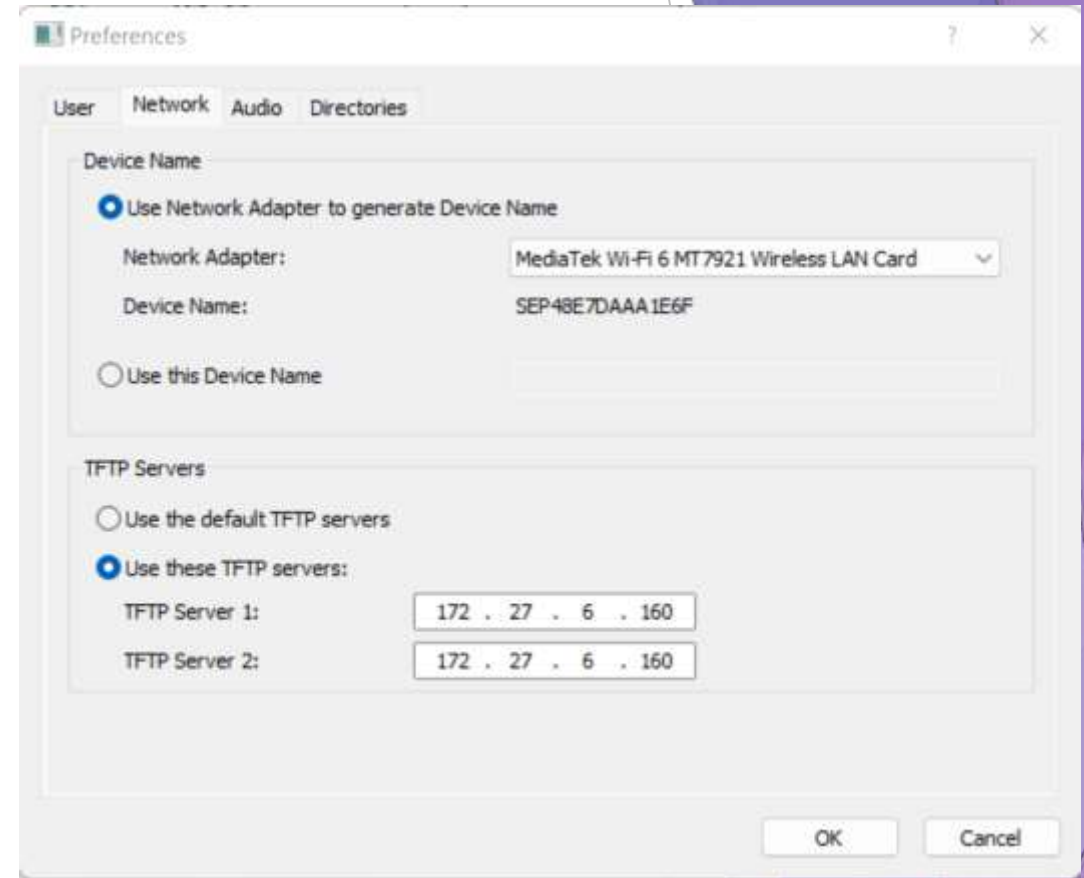 Preferences
User Network Audio Directories
Device Name
Use Network Adapter to generate Device Name
Network Adapter: MediaTek Wi-Fi 6 MT7921 Wireless LAN Card
Device Name: SEP48E7DAAA1E6F
Use this Device Name
TFTP Servers
Use the default TFTP servers
Use these TFTP servers:
TFTP Server 1: 172 . 27 . 6 . 160
TFTP Server 2: 172 . 27 . 6 . 160
OK Cancel